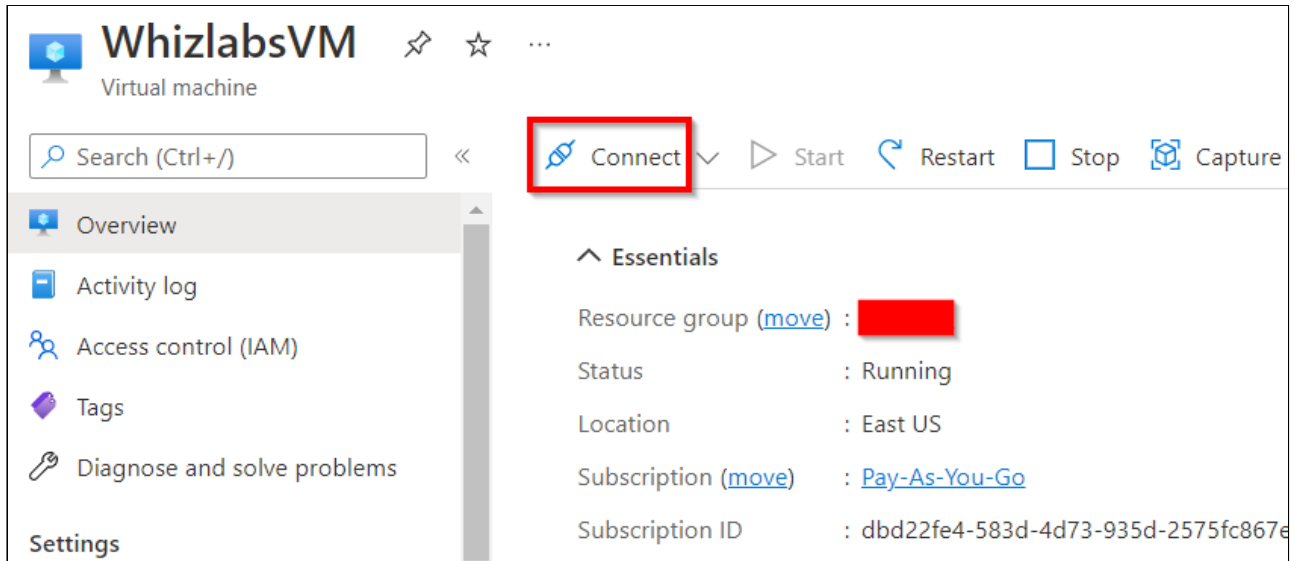 WhizlabsVM
...
Virtual machine
Search (Ctrl+/)
«
Connect Start Restart Stop Capture
Overview
Activity log
Access control (IAM)
Tags
Diagnose and solve problems
Settings
Essentials
Resource group (move) :
Status : Running
Location : East US
Subscription (move) : Pay-As-You-Go
Subscription ID : dbd22fe4-583d-4d73-935d-2575fc867e